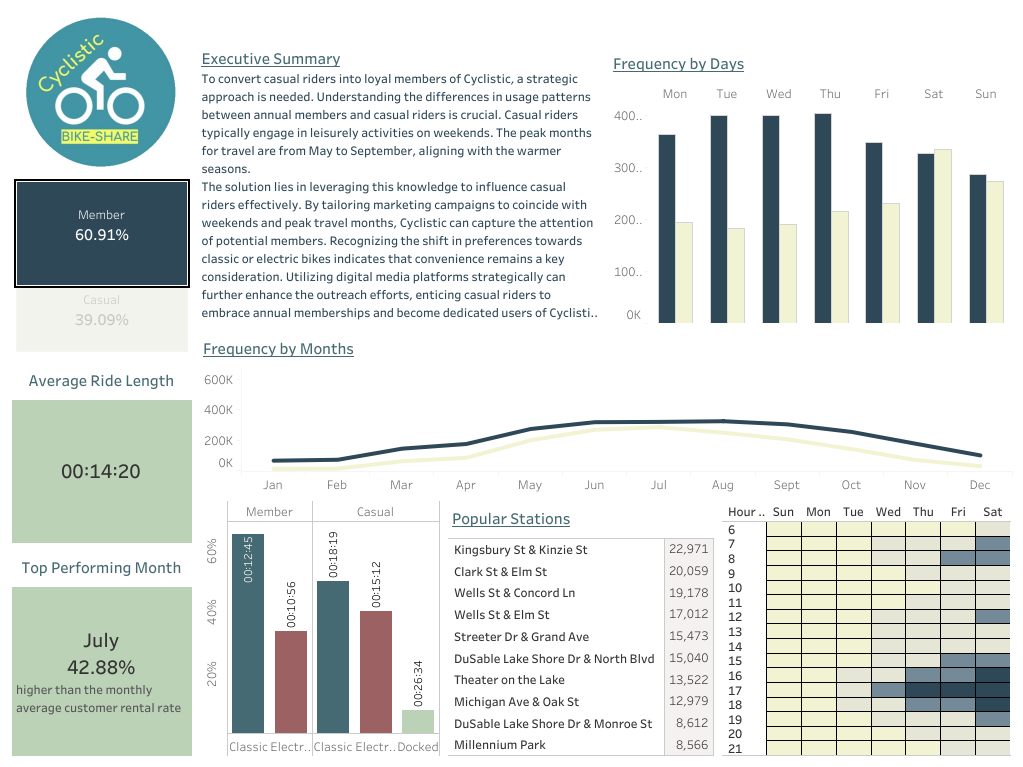 Cyclistic
BIKE-SHARE
Member
60.91%
Casual
39.09%
Average Ride Length
00:14:20
Top Performing Month
July
42.88%
higher than the monthly
average customer rental rate
Executive Summary
To convert casual riders into loyal members of Cyclistic, a strategic
approach is needed. Understanding the differences in usage patterns
between annual members and casual riders is crucial. Casual riders
typically engage in leisurely activities on weekends. The peak months
for travel are from May to September, aligning with the warmer
seasons.
The solution lies in leveraging this knowledge to influence casual
riders effectively. By tailoring marketing campaigns to coincide with
weekends and peak travel months, Cyclistic can capture the attention
of potential members. Recognizing the shift in preferences towards
classic or electric bikes indicates that convenience remains a key
consideration. Utilizing digital media platforms strategically can
further enhance the outreach efforts, enticing casual riders to
embrace annual memberships and become dedicated users of Cyclisti..
Frequency by Days
Mon Tue Wed Thu Fri Sat Sun
400..
300..
200..
100..
0K
Frequency by Months
600K
400K
200K
0K
Jan Feb Mar Apr May Jun Jul Aug Sept Oct Nov Dec
Member Casual
60%
40%
20%
00:12:45
00:10:56
00:18:19
00:15:12
00:26:34
Classic Electr.. Classic Electr.. Docked
Popular Stations
Kingsbury St & Kinzie St 22,971
Clark St & Elm St 20,059
Wells St & Concord Ln 19,178
Wells St & Elm St 17,012
Streeter Dr & Grand Ave 15,473
DuSable Lake Shore Dr & North Blvd 15,040
Theater on the Lake 13,522
Michigan Ave & Oak St 12,979
DuSable Lake Shore Dr & Monroe St 8,612
Millennium Park 8,566
Hour .. Sun Mon Tue Wed Thu Fri Sat
6
7
8
9
10
11
12
13
14
15
16
17
18
19
20
21